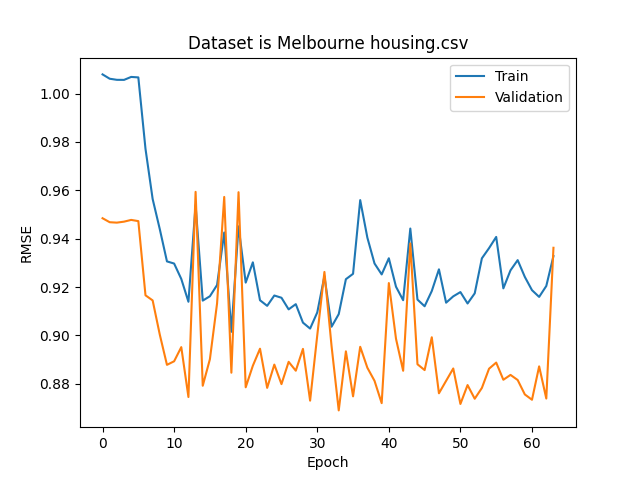 Dataset is Melbourne housing.csv
Train
Validation
1.00
0.98
0.96
0.94
0.92
0.90
0.88
RMSE
0 10 20 30 40 50 60
Epoch